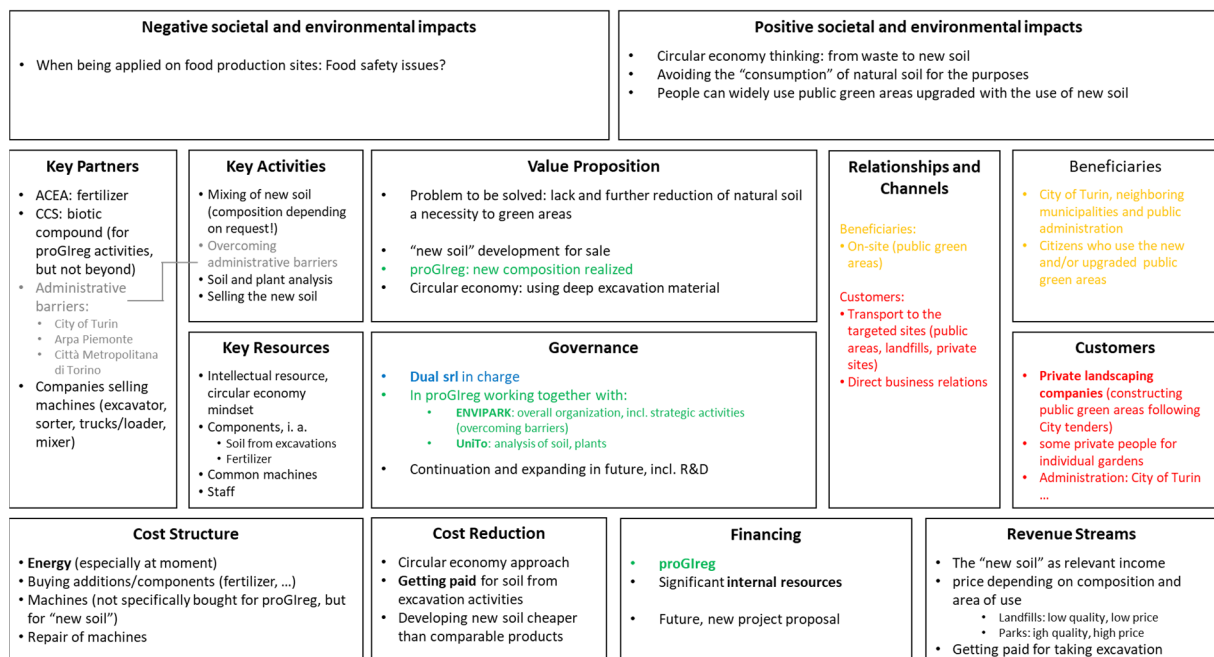 Negative societal and environmental impacts
• When being applied on food production sites: Food safety issues?
Positive societal and environmental impacts
• Circular economy thinking: from waste to new soil
• Avoiding the “consumption” of natural soil for the purposes
• People can widely use public green areas upgraded with the use of new soil
Key Partners
• ACEA: fertilizer
• CCS: biotic
compound (for
proGIreg activities,
but not beyond)
• Administrative
barriers:
• City of Turin
• Arpa Piemonte
• Città Metropolitana
di Torino
• Companies selling
machines (excavator,
sorter, trucks/loader,
mixer)
Key Activities
• Mixing of new soil
(composition depending
on request!)
• Overcoming
administrative barriers
• Soil and plant analysis
• Selling the new soil
Key Resources
• Intellectual resource,
circular economy
mindset
• Components, i. a.
• Soil from excavations
• Fertilizer
• Common machines
• Staff
Value Proposition
• Problem to be solved: lack and further reduction of natural soil
a necessity to green areas
• “new soil” development for sale
• proGIreg: new composition realized
• Circular economy: using deep excavation material
Governance
• Dual srl in charge
• In proGIreg working together with:
• ENVIPARK: overall organization, incl. strategic activities
(overcoming barriers)
• UniTo: analysis of soil, plants
• Continuation and expanding in future, incl. R&D
Relationships and
Channels
Beneficiaries:
• On-site (public green
areas)
Customers:
• Transport to the
targeted sites (public
areas, landfills, private
sites)
• Direct business relations
Beneficiaries
• City of Turin, neighboring
municipalities and public
administration
• Citizens who use the new
and/or upgraded public
green areas
Customers
• Private landscaping
companies (constructing
public green areas following
City tenders)
• some private people for
individual gardens
• Administration: City of Turin
...
Cost Structure
• Energy (especially at moment)
• Buying additions/components (fertilizer, ...)
• Machines (not specifically bought for proGIreg, but
for “new soil”)
• Repair of machines
Cost Reduction
• Circular economy approach
• Getting paid for soil from
excavation activities
• Developing new soil cheaper
than comparable products
Financing
• proGIreg
• Significant internal resources
• Future, new project proposal
Revenue Streams
• The “new soil” as relevant income
• price depending on composition and
area of use
• Landfills: low quality, low price
• Parks: igh quality, high price
• Getting paid for taking excavation